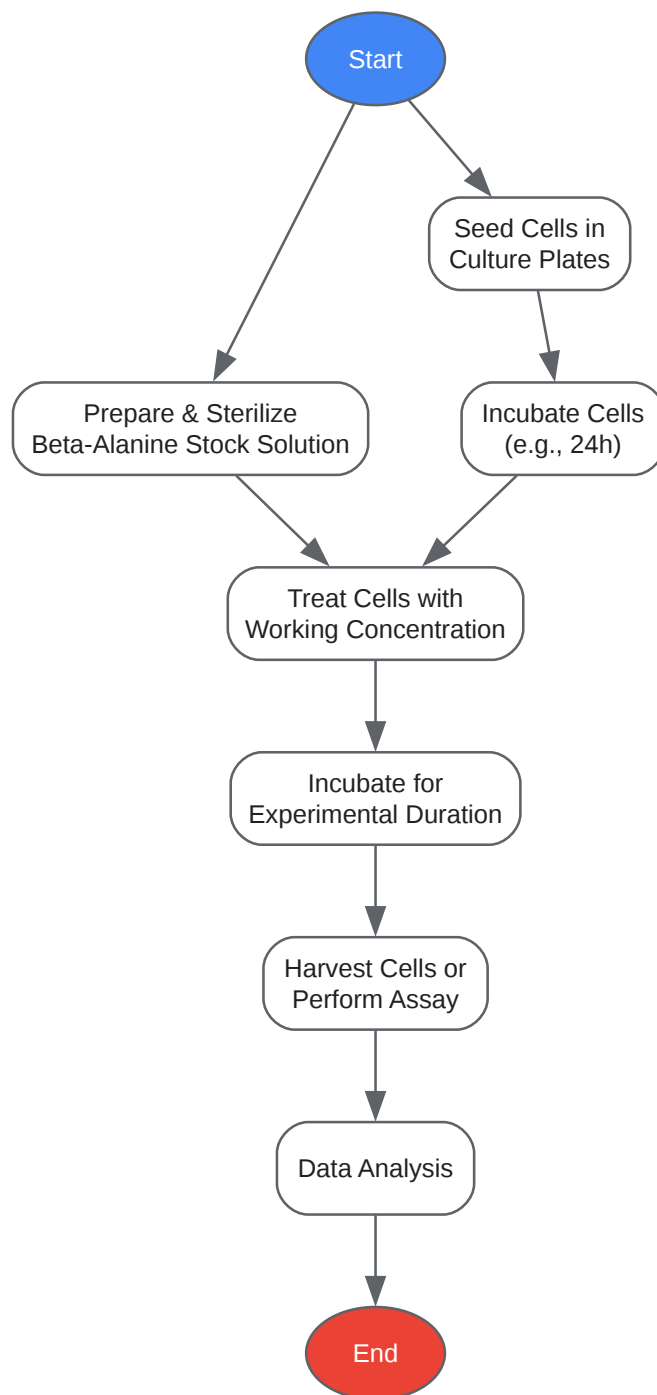 Start
Seed Cells in
Culture Plates
Prepare & Sterilize
Beta-Alanine Stock Solution
Incubate Cells
(e.g., 24h)
Treat Cells with
Working Concentration
Incubate for
Experimental Duration
Harvest Cells or
Perform Assay
Data Analysis
End